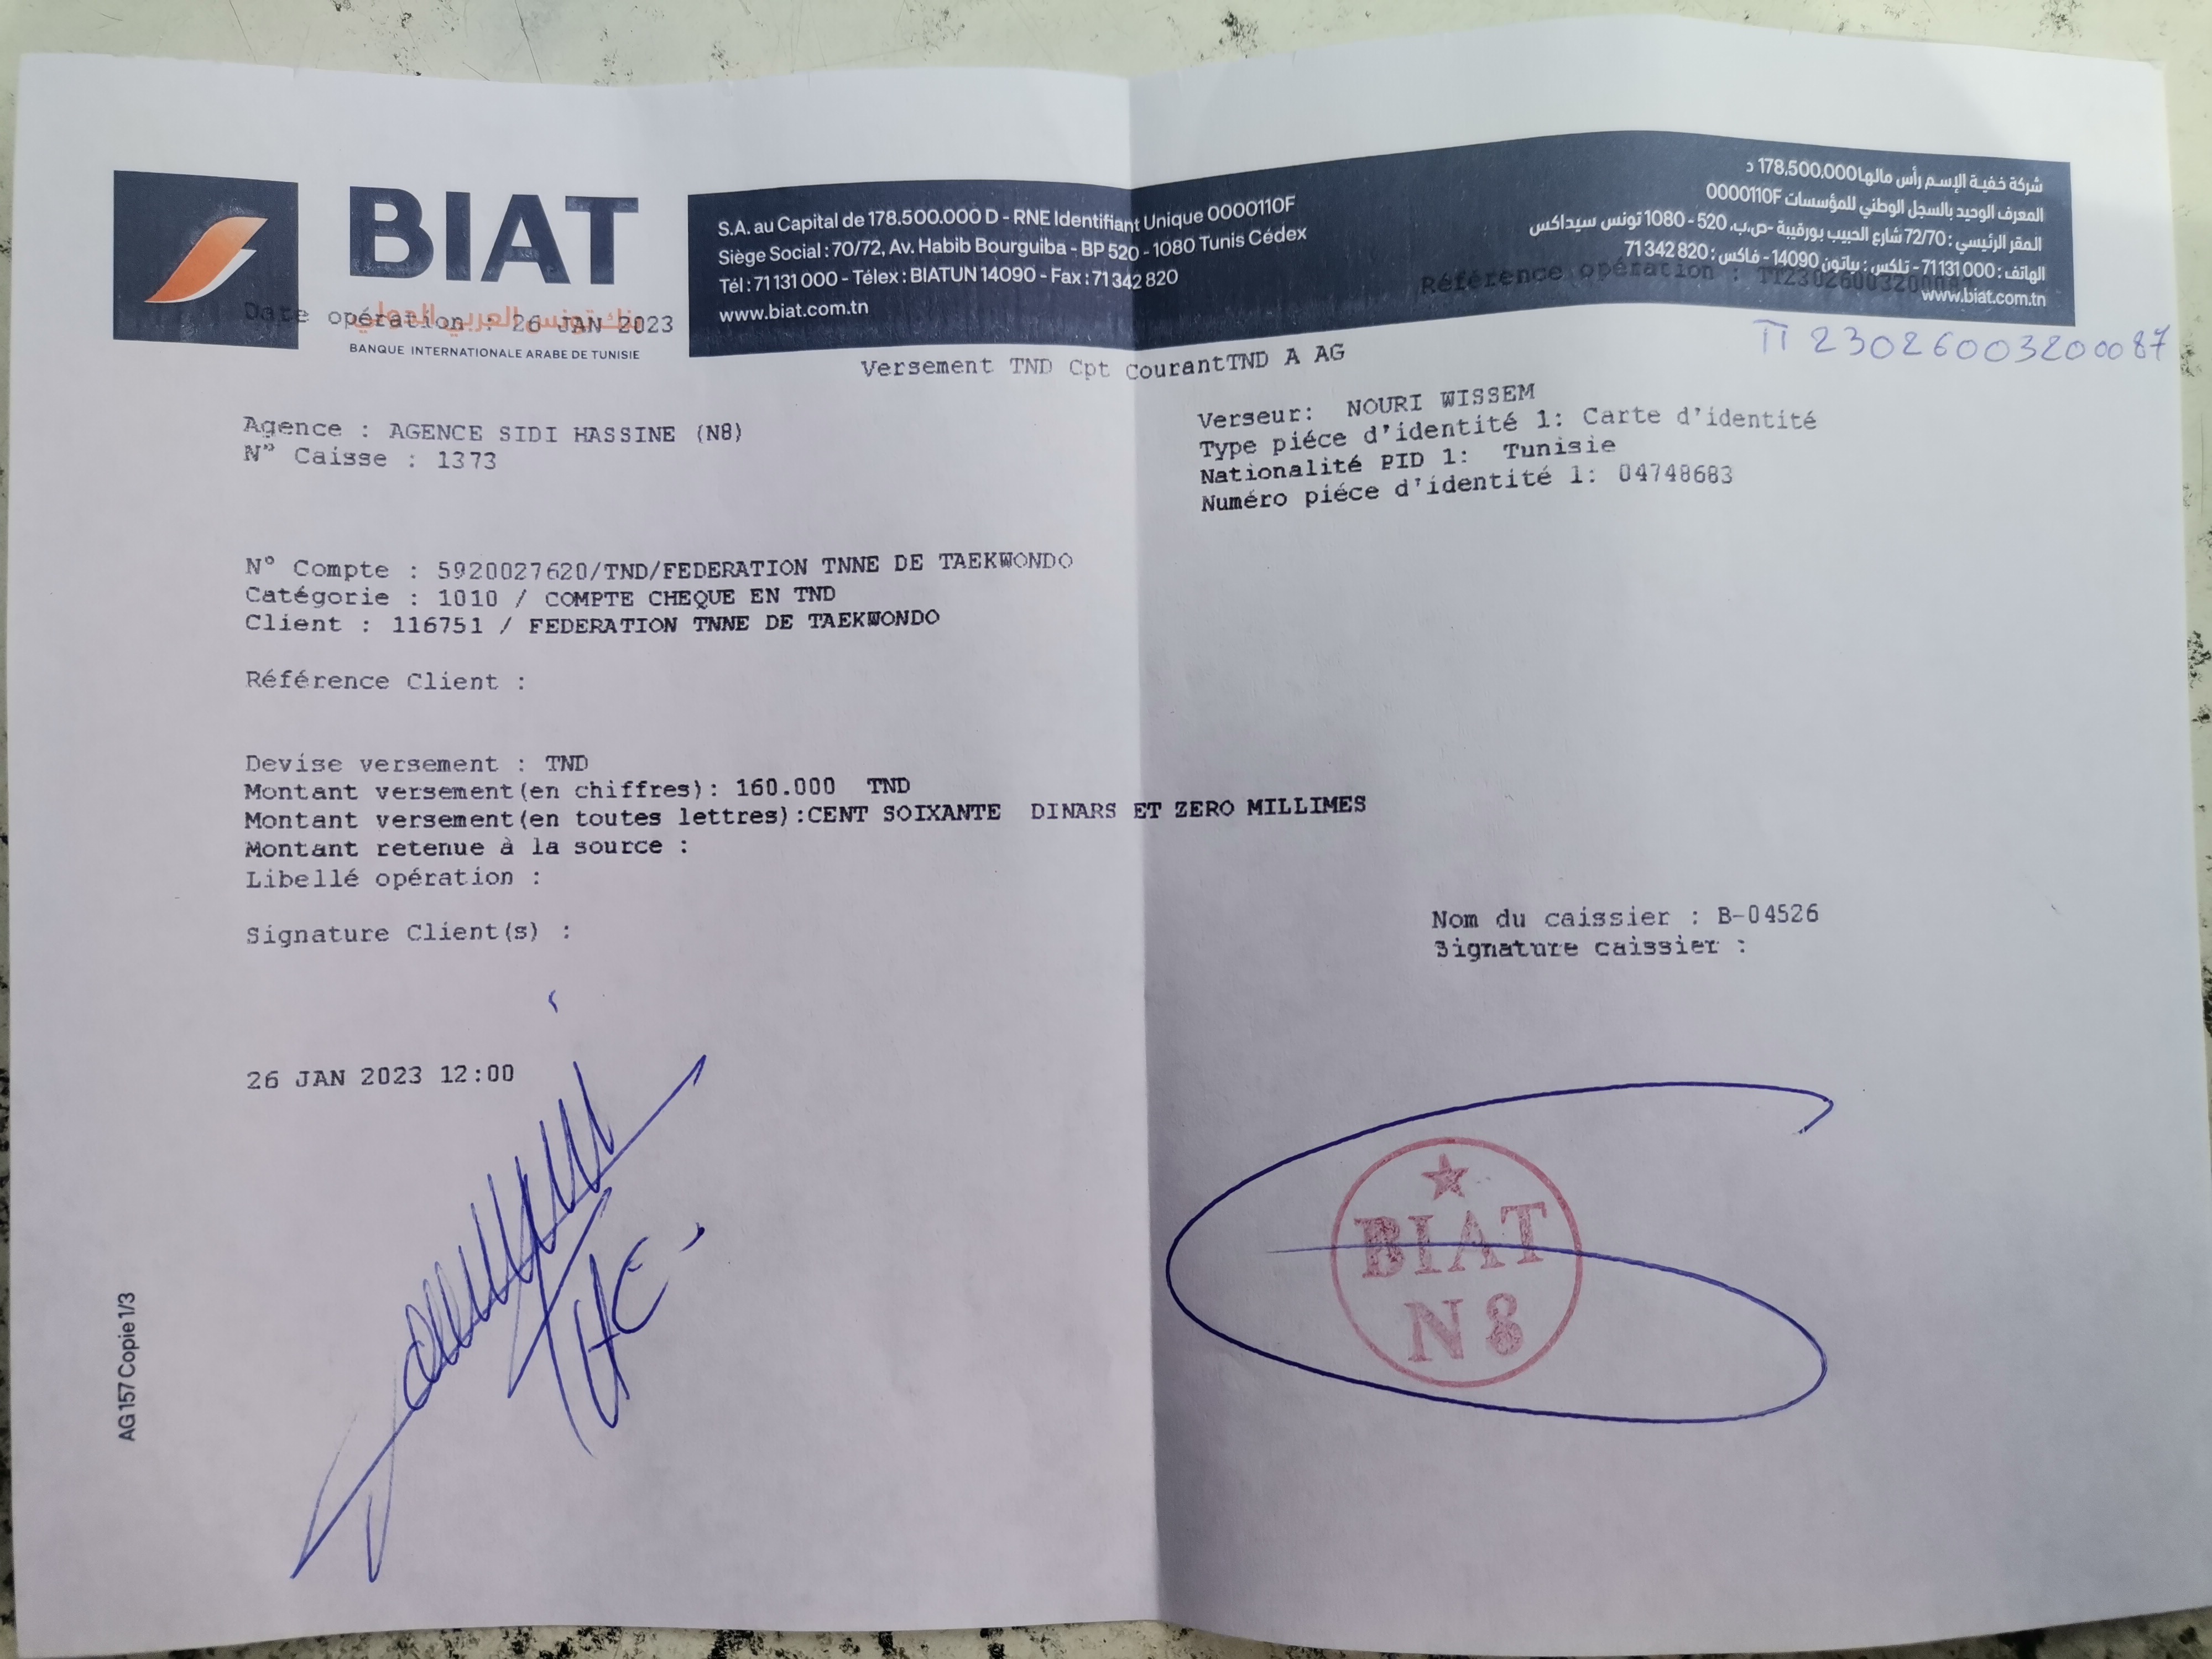 BIAT
بنك تونس العربي الدولي
BANQUE INTERNATIONALE ARABE DE TUNISIE
S.A. au Capital de 178.500.000 D - RNE Identifiant Unique 0000110F
Siège Social : 70/72, Av. Habib Bourguiba - BP 520 - 1080 Tunis Cédex
Tél : 71 131 000 - Télex : BIATUN 14090 - Fax : 71 342 820
www.biat.com.tn
شركة خفية الإسم رأس مالها 178,500,000 د
المعرف الوحيد بالسجل الوطني للمؤسسات 0000110F
المقر الرئيسي : 72/70 شارع الحبيب بورقيبة -ص.ب. 520 - 1080 تونس سيداكس
الهاتف : 71131 000 - تلكس : بياتون 14090 - فاكس : 71 342 820
www.biat.com.tn
Date opération : 26 JAN 2023
Référence opération : TT23026003200087
TT 23026003200087
Versement TND Cpt CourantTND A AG
Agence : AGENCE SIDI HASSINE (N8)
N° Caisse : 1373
Verseur: NOURI WISSEM
Type piéce d'identité 1: Carte d'identité
Nationalité PID 1: Tunisie
Numéro piéce d'identité 1: 04748683
N° Compte : 5920027620/TND/FEDERATION TNNE DE TAEKWONDO
Catégorie : 1010 / COMPTE CHEQUE EN TND
Client : 116751 / FEDERATION TNNE DE TAEKWONDO
Référence Client :
Devise versement : TND
Montant versement(en chiffres): 160.000 TND
Montant versement(en toutes lettres):CENT SOIXANTE DINARS ET ZERO MILLIMES
Montant retenue à la source :
Libellé opération :
Signature Client(s) :
Nom du caissier : B-04526
Signature caissier :
26 JAN 2023 12:00
BIAT
N8
AG 157 Copie 1/3